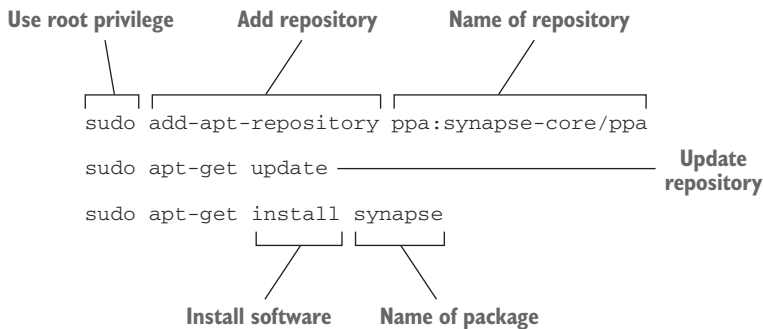 Use root privilege Add repository Name of repository
sudo add-apt-repository ppa:synapse-core/ppa
sudo apt-get update
Update
repository
sudo apt-get install synapse
Install software Name of package